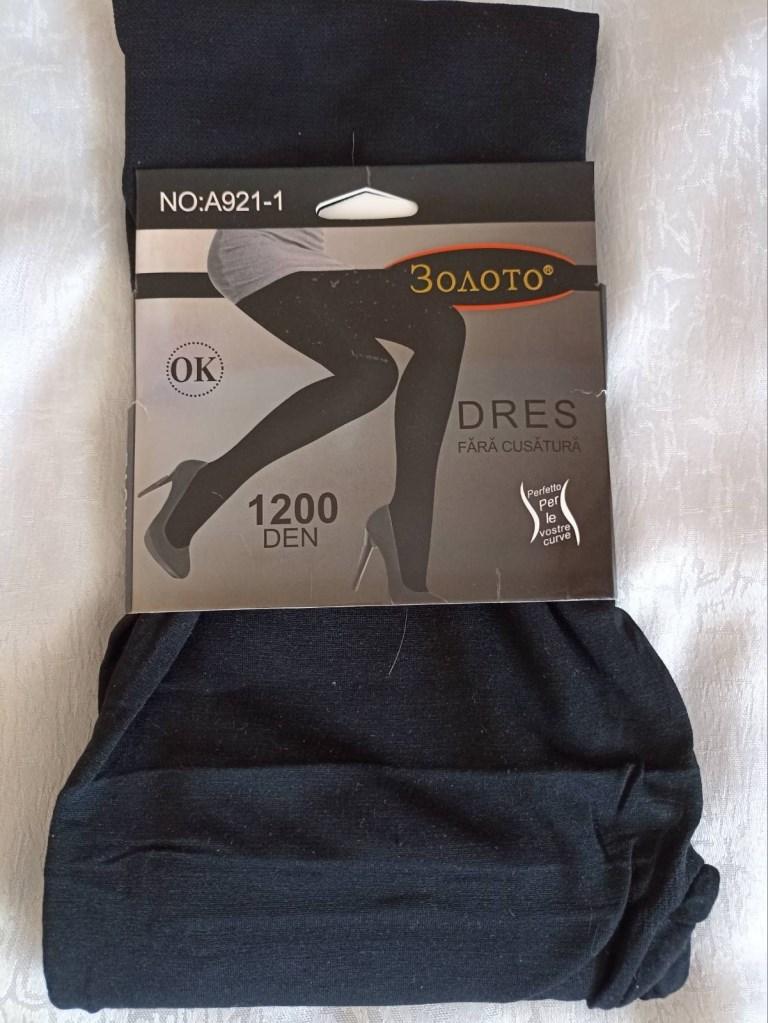 NO:A921-1
Золото®
OK
DRES
FĂRĂ CUSĂTURĂ
1200
DEN
Perfetto
Per
le
vostre
curve